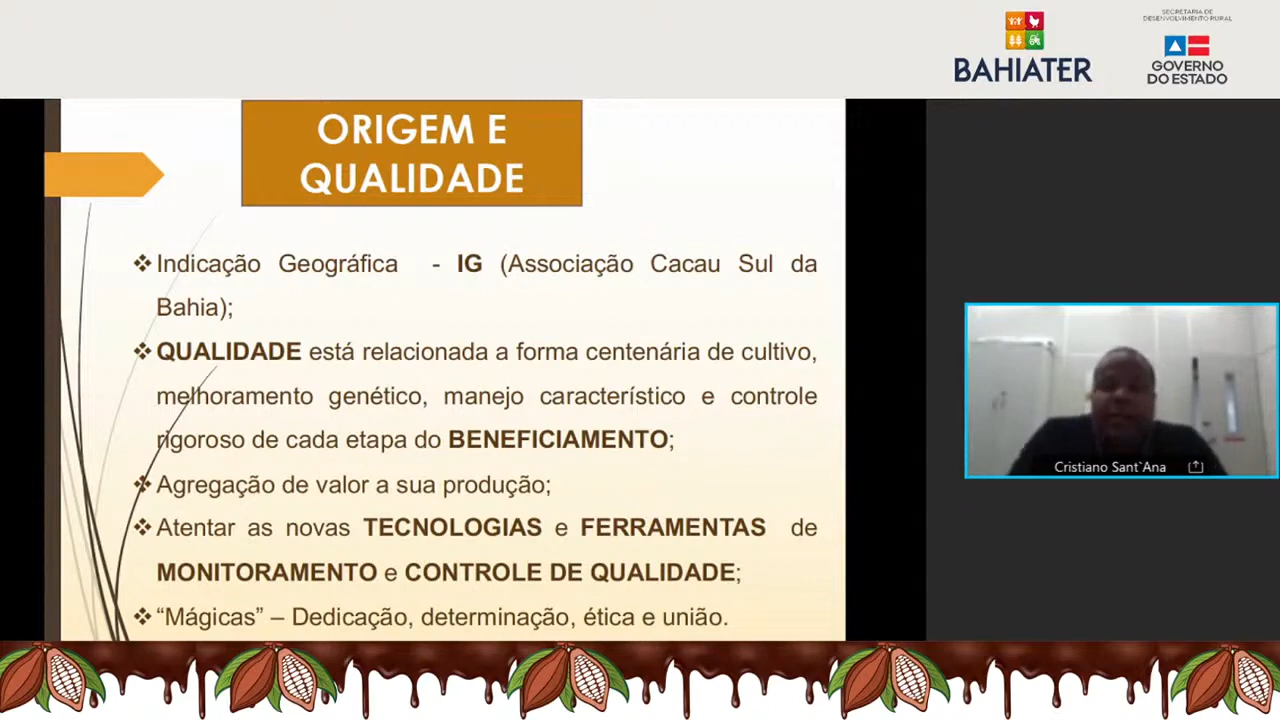 SECRETARIA DE
DESENVOLVIMENTO RURAL
BAHIATER
GOVERNO
DO ESTADO
ORIGEM E
QUALIDADE
❖Indicação Geográfica - IG (Associação Cacau Sul da
Bahia);
❖QUALIDADE está relacionada a forma centenária de cultivo,
melhoramento genético, manejo característico e controle
rigoroso de cada etapa do BENEFICIAMENTO;
❖Agregação de valor a sua produção;
❖Atentar as novas TECNOLOGIAS e FERRAMENTAS de
MONITORAMENTO e CONTROLE DE QUALIDADE;
❖“Mágicas” – Dedicação, determinação, ética e união.
Cristiano Sant`Ana